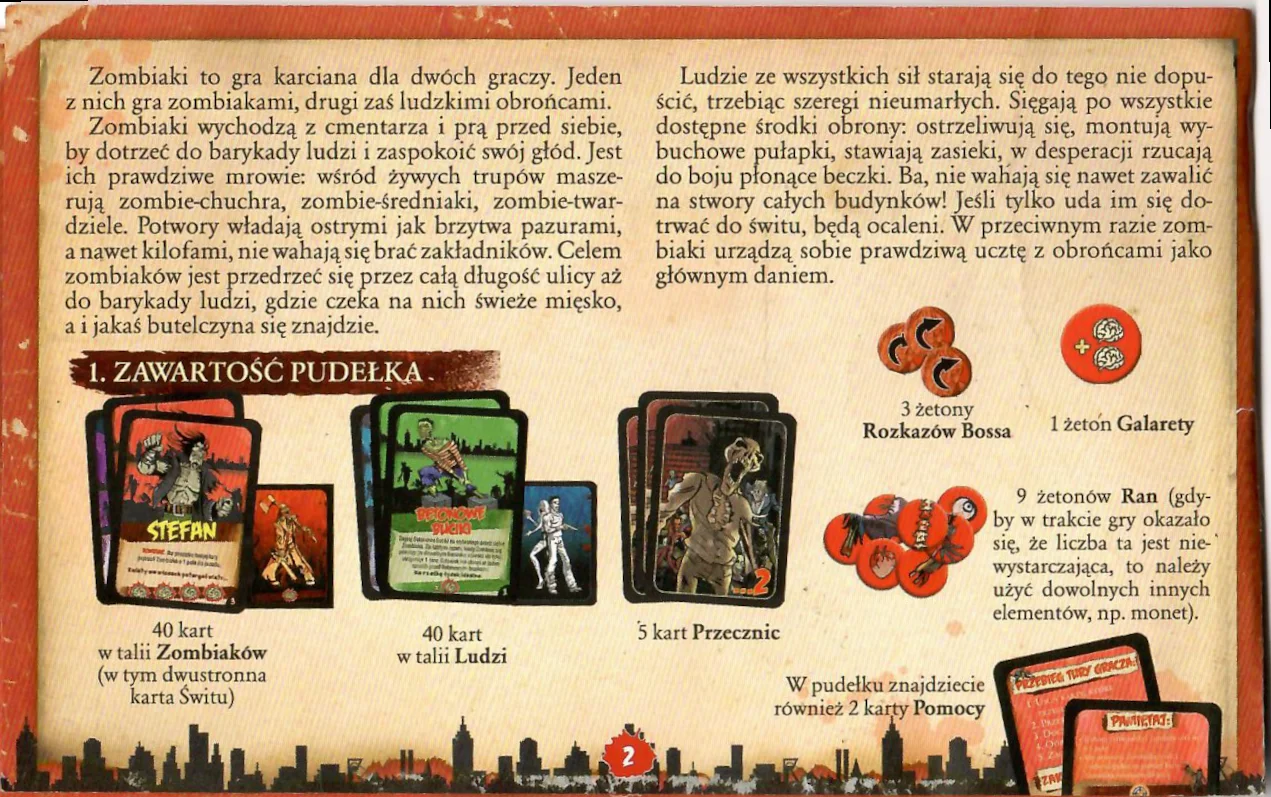 Zombiaki to gra karciana dla dwóch graczy. Jeden
z nich gra zombiakami, drugi zaś ludzkimi obrońcami.
Zombiaki wychodzą z cmentarza i prą przed siebie,
by dotrzeć do barykady ludzi i zaspokoić swój głód. Jest
ich prawdziwe mrowie: wśród żywych trupów masze-
rują zombie-chuchra, zombie-średniaki, zombie-twar-
dziele. Potwory władają ostrymi jak brzytwa pazurami,
a nawet kilofami, nie wahają się brać zakładników. Celem
zombiaków jest przedrzeć się przez całą długość ulicy aż
do barykady ludzi, gdzie czeka na nich świeże mięsko,
a i jakaś butelczyna się znajdzie.
Ludzie ze wszystkich sił starają się do tego nie dopu-
ścić, trzebiąc szeregi nieumarłych. Sięgają po wszystkie
dostępne środki obrony: ostrzeliwują się, montują wy-
buchowe pułapki, stawiają zasieki, w desperacji rzucają
do boju płonące beczki. Ba, nie wahają się nawet zawalić
na stwory całych budynków! Jeśli tylko uda im się do-
trwać do świtu, będą ocaleni. W przeciwnym razie zom-
biaki urządzą sobie prawdziwą ucztę z obrońcami jako
głównym daniem.
1. ZAWARTOŚĆ PUDEŁKA
STEFAN
40 kart
w talii Zombiaków
(w tym dwustronna
karta Świtu)
BETONOWE
BUCIKI
40 kart
w talii Ludzi
...2
5 kart Przecznic
3 żetony
Rozkazów Bossa
+
1 żeton Galarety
9 żetonów Ran (gdy-
by w trakcie gry okazało
się, że liczba ta jest nie-
wystarczająca, to należy
użyć dowolnych innych
elementów, np. monet).
W pudełku znajdziecie
również 2 karty Pomocy
PRZEBIEG TURY GRACZA:
PAMIĘTAJ:
2